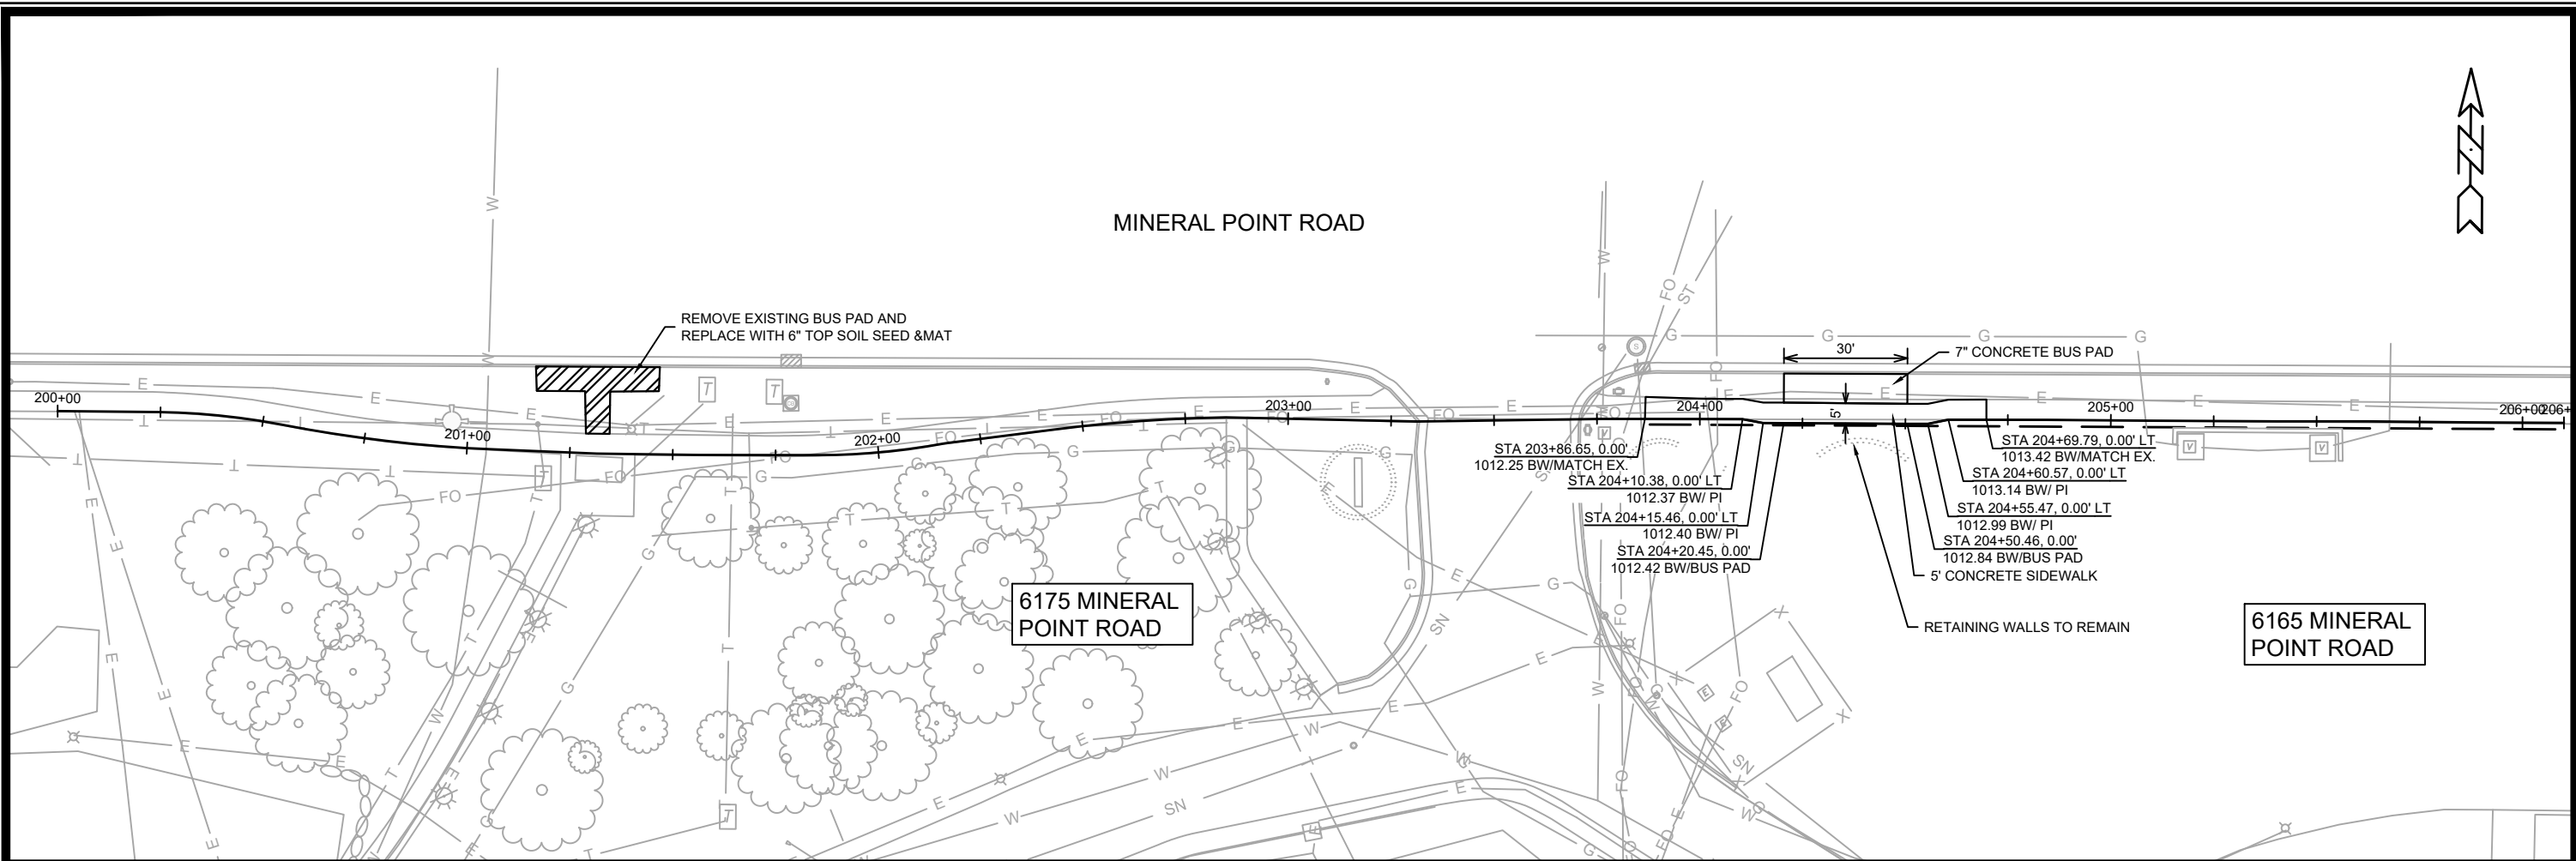 MINERAL POINT ROAD
REMOVE EXISTING BUS PAD AND
REPLACE WITH 6" TOP SOIL SEED &MAT
30'
7" CONCRETE BUS PAD
5'
200+00
201+00
202+00
203+00
204+00
205+00
206+00
STA 203+86.65, 0.00'
1012.25 BW/MATCH EX.
STA 204+10.38, 0.00' LT
1012.37 BW/ PI
STA 204+15.46, 0.00' LT
1012.40 BW/ PI
STA 204+20.45, 0.00'
1012.42 BW/BUS PAD
STA 204+69.79, 0.00' LT
1013.42 BW/MATCH EX.
STA 204+60.57, 0.00' LT
1013.14 BW/ PI
STA 204+55.47, 0.00' LT
1012.99 BW/ PI
STA 204+50.46, 0.00'
1012.84 BW/BUS PAD
5' CONCRETE SIDEWALK
RETAINING WALLS TO REMAIN
6175 MINERAL
POINT ROAD
6165 MINERAL
POINT ROAD